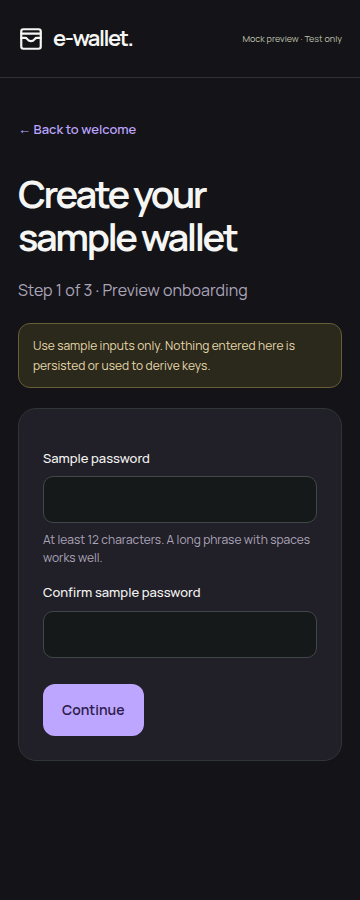 e-wallet.
Mock preview · Test only
← Back to welcome
Create your
sample wallet
Step 1 of 3 · Preview onboarding
Use sample inputs only. Nothing entered here is
persisted or used to derive keys.
Sample password
At least 12 characters. A long phrase with spaces
works well.
Confirm sample password
Continue